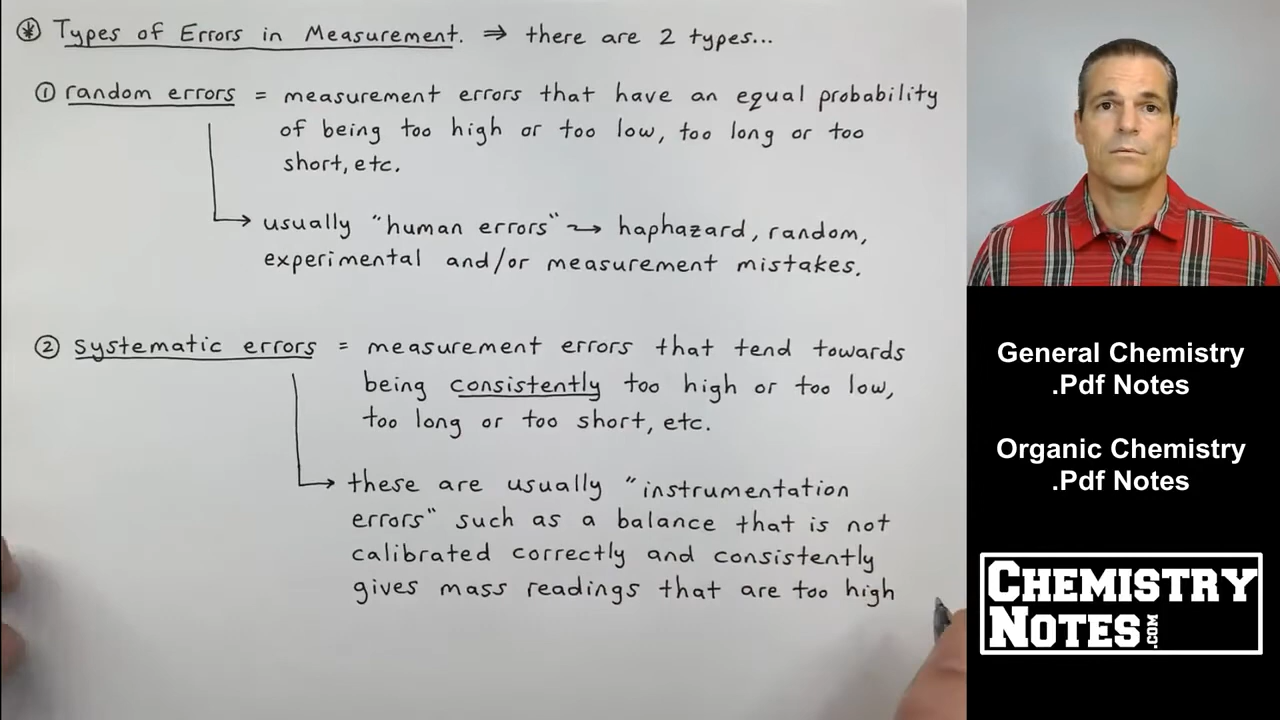 * Types of Errors in Measurement. ⇒ there are 2 types...
① random errors = measurement errors that have an equal probability
of being too high or too low, too long or too
short, etc.
→ usually "human errors" → haphazard, random,
experimental and/or measurement mistakes.
② systematic errors = measurement errors that tend towards
being consistently too high or too low,
too long or too short, etc.
→ these are usually "instrumentation
errors" such as a balance that is not
calibrated correctly and consistently
gives mass readings that are too high
General Chemistry
.Pdf Notes
Organic Chemistry
.Pdf Notes
CHEMISTRY
NOTES.COM